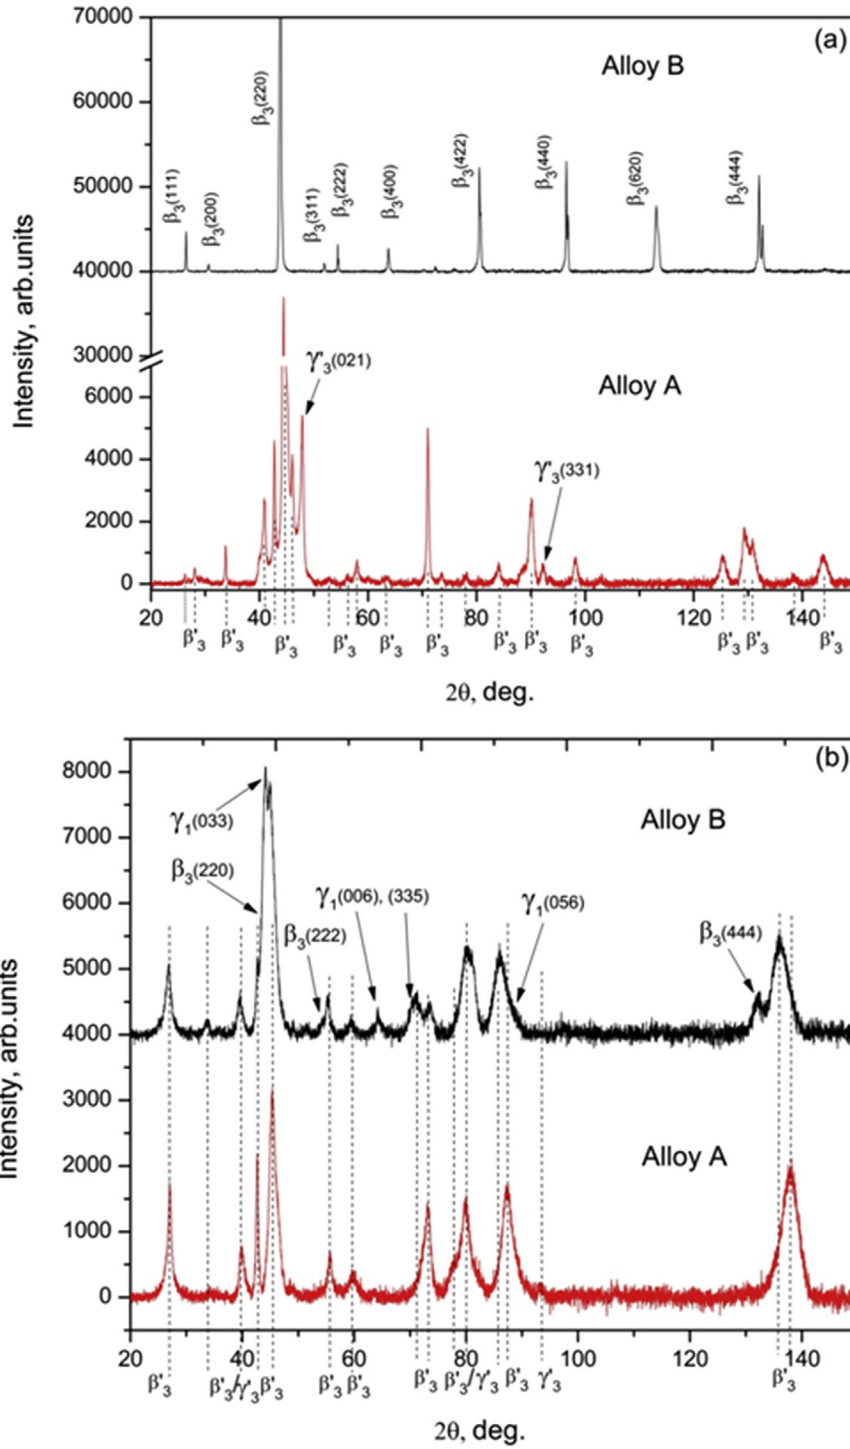 (a)
Alloy B
70000
60000
50000
40000
30000
6000
4000
2000
0
Intensity, arb.units
β3(111)
β3(200)
β3(220)
β3(311)
β3(222)
β3(400)
β3(422)
β3(440)
β3(620)
β3(444)
γ'3(021)
Alloy A
γ'3(331)
20 40 60 80 100 120 140
β'3 β'3 β'3 β'3 β'3 β'3 β'3 β'3 β'3 β'3 β'3 β'3
2θ, deg.
(b)
Alloy B
8000
7000
6000
5000
4000
3000
2000
1000
0
Intensity, arb.units
γ1(033)
β3(220)
β3(222)
γ1(006), (335)
γ1(056)
β3(444)
Alloy A
20 40 60 80 100 120 140
β'3 β'3/γ'3 β'3 β'3 β'3 β'3 β'3/γ'3 β'3 γ'3 β'3
2θ, deg.